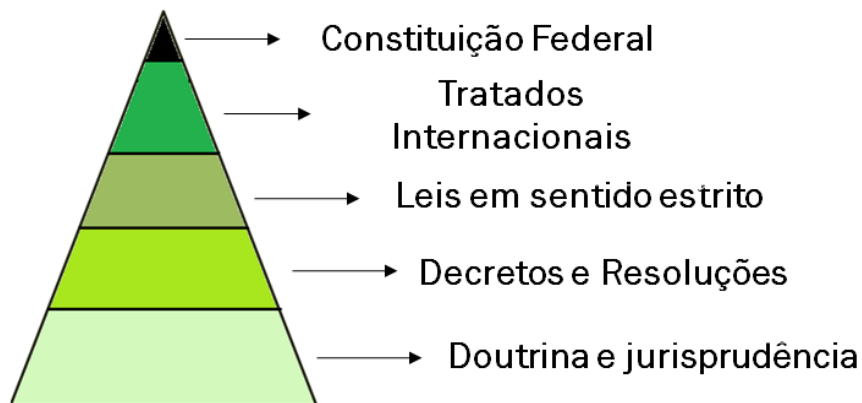 Constituição Federal
Tratados
Internacionais
Leis em sentido estrito
Decretos e Resoluções
Doutrina e jurisprudência